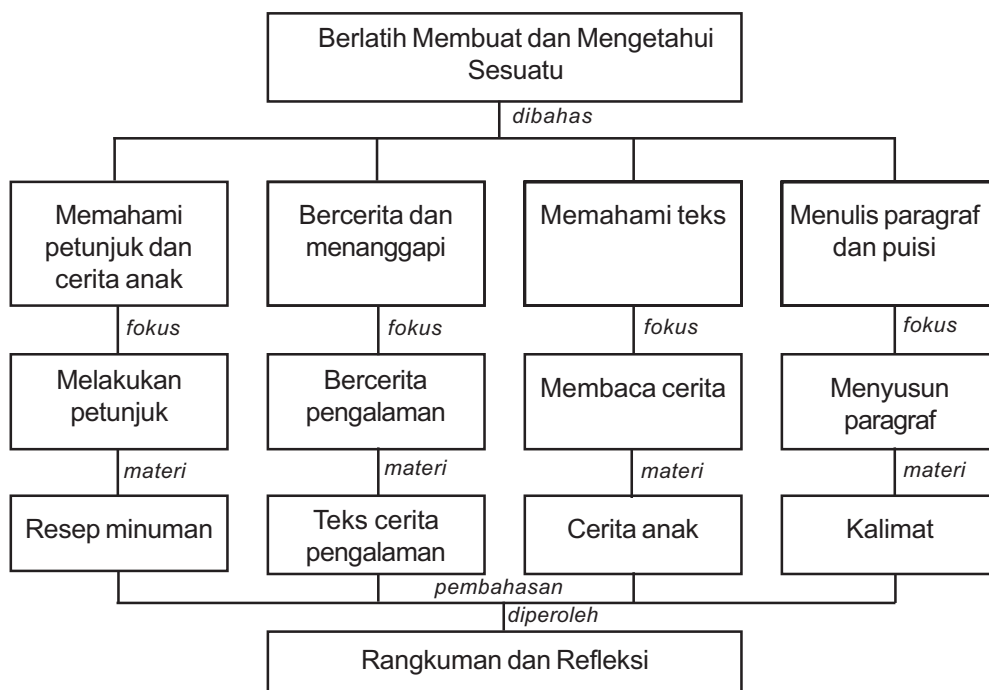 Berlatih Membuat dan Mengetahui
Sesuatu
dibahas
Memahami
petunjuk dan
cerita anak
Bercerita dan
menanggapi
Memahami teks
Menulis paragraf
dan puisi
fokus
fokus
fokus
fokus
Melakukan
petunjuk
Bercerita
pengalaman
Membaca cerita
Menyusun
paragraf
materi
materi
materi
materi
Resep minuman
Teks cerita
pengalaman
Cerita anak
Kalimat
pembahasan
diperoleh
Rangkuman dan Refleksi